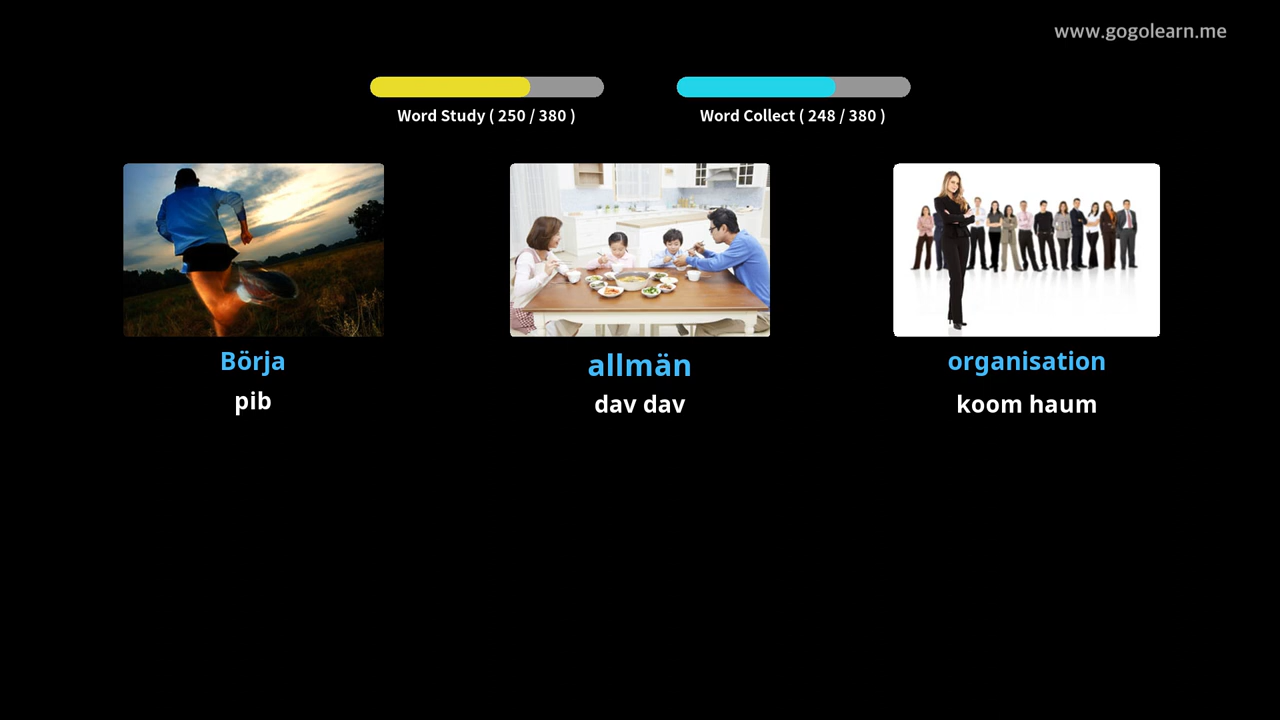 www.gogolearn.me
Word Study ( 250 / 380 )
Word Collect ( 248 / 380 )
Börja
allmän
organisation
pib
dav dav
koom haum